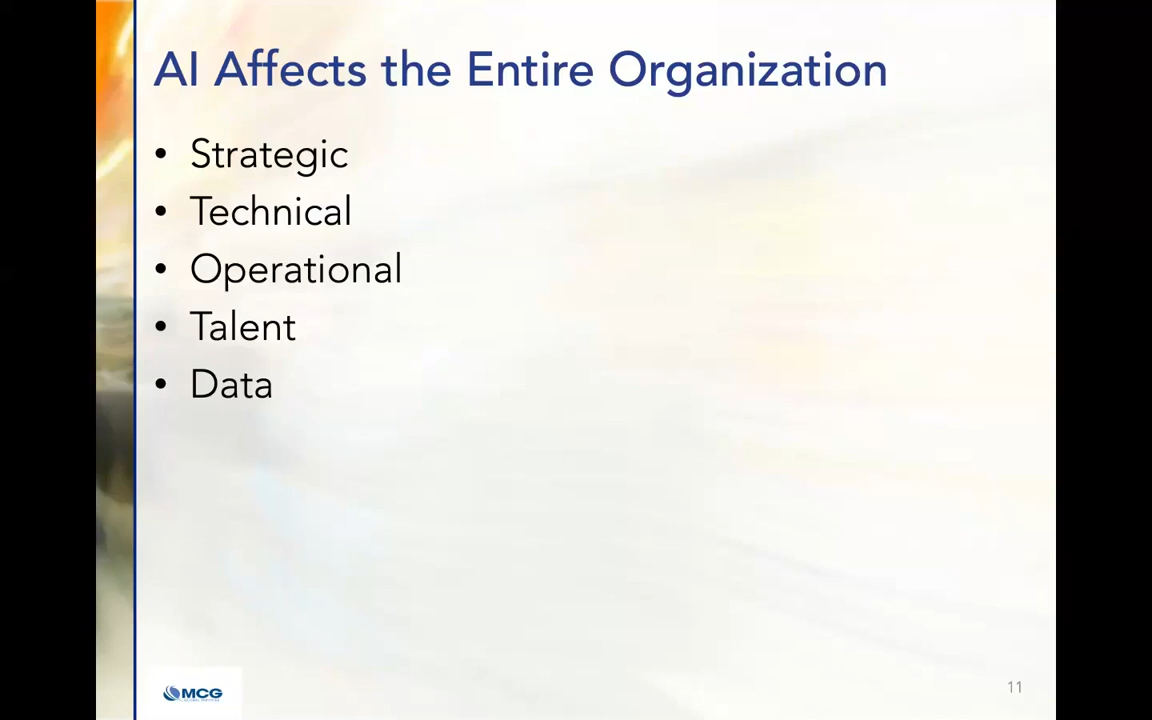 AI Affects the Entire Organization
• Strategic
• Technical
• Operational
• Talent
• Data
MCG
11